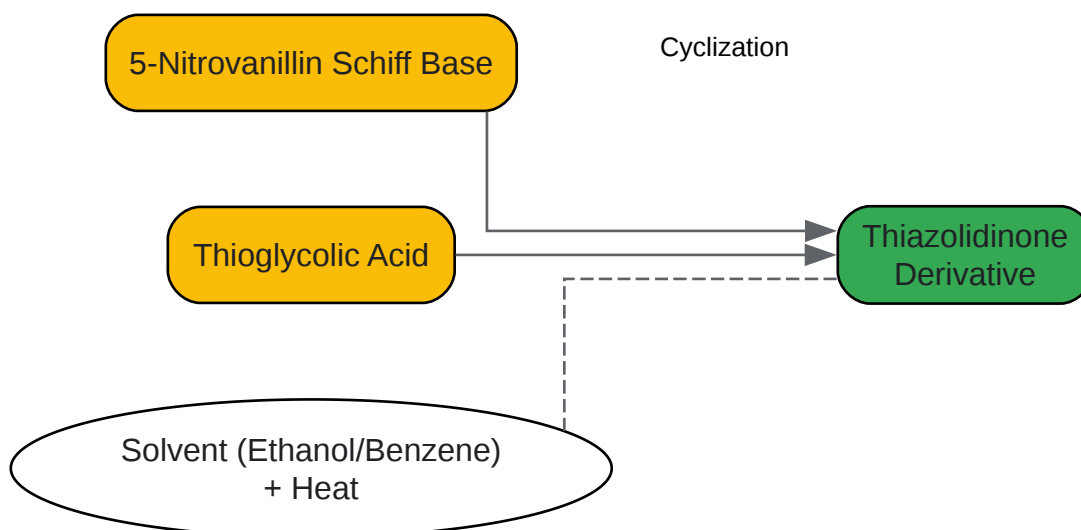 5-Nitrovanillin Schiff Base
Cyclization
Thioglycolic Acid
Thiazolidinone
Derivative
Solvent (Ethanol/Benzene)
+ Heat